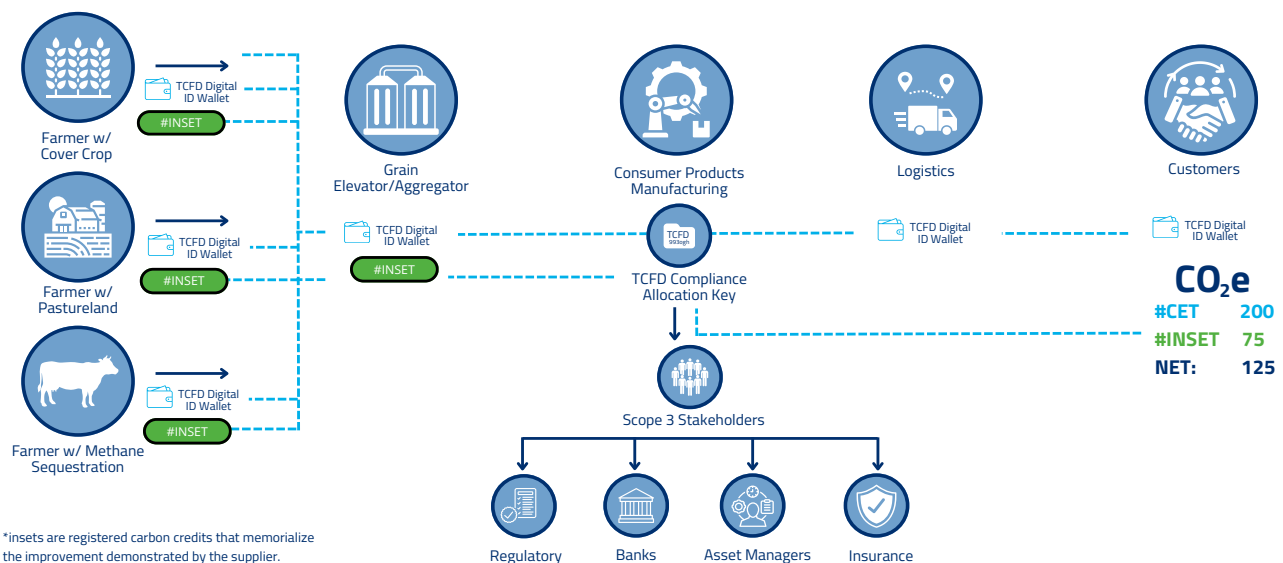 TCFD Digital
ID Wallet
#INSET
Farmer w/
Cover Crop
TCFD Digital
ID Wallet
#INSET
Farmer w/
Pastureland
TCFD Digital
ID Wallet
#INSET
Farmer w/ Methane
Sequestration
Grain
Elevator/Aggregator
TCFD Digital
ID Wallet
#INSET
Consumer Products
Manufacturing
TCFD
993ogh
TCFD Compliance
Allocation Key
Logistics
TCFD Digital
ID Wallet
Customers
TCFD Digital
ID Wallet
CO₂e
#CET 200
#INSET 75
NET: 125
Scope 3 Stakeholders
Regulatory
Banks
Asset Managers
Insurance
*insets are registered carbon credits that memorialize
the improvement demonstrated by the supplier.